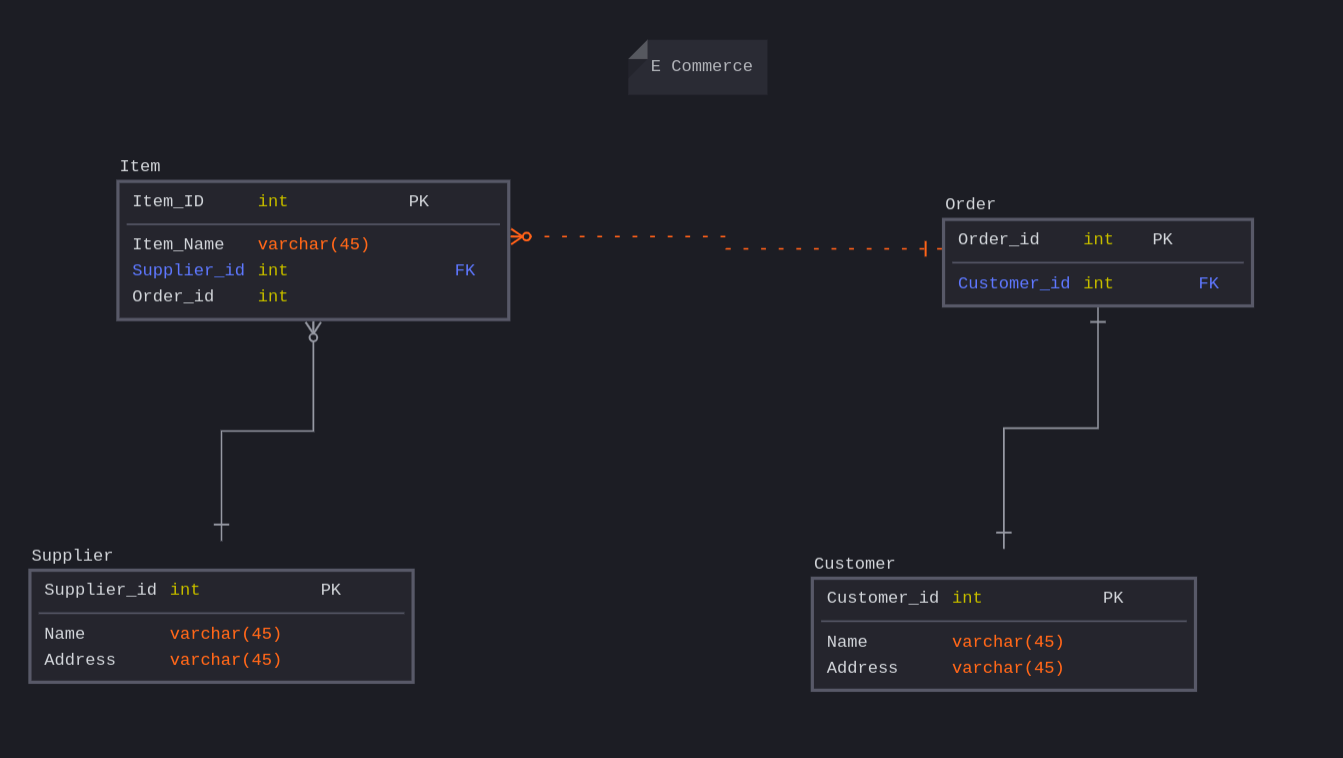 E Commerce
Item
Item_ID int PK
Item_Name varchar(45)
Supplier_id int FK
Order_id int
Order
Order_id int PK
Customer_id int FK
Supplier
Supplier_id int PK
Name varchar(45)
Address varchar(45)
Customer
Customer_id int PK
Name varchar(45)
Address varchar(45)